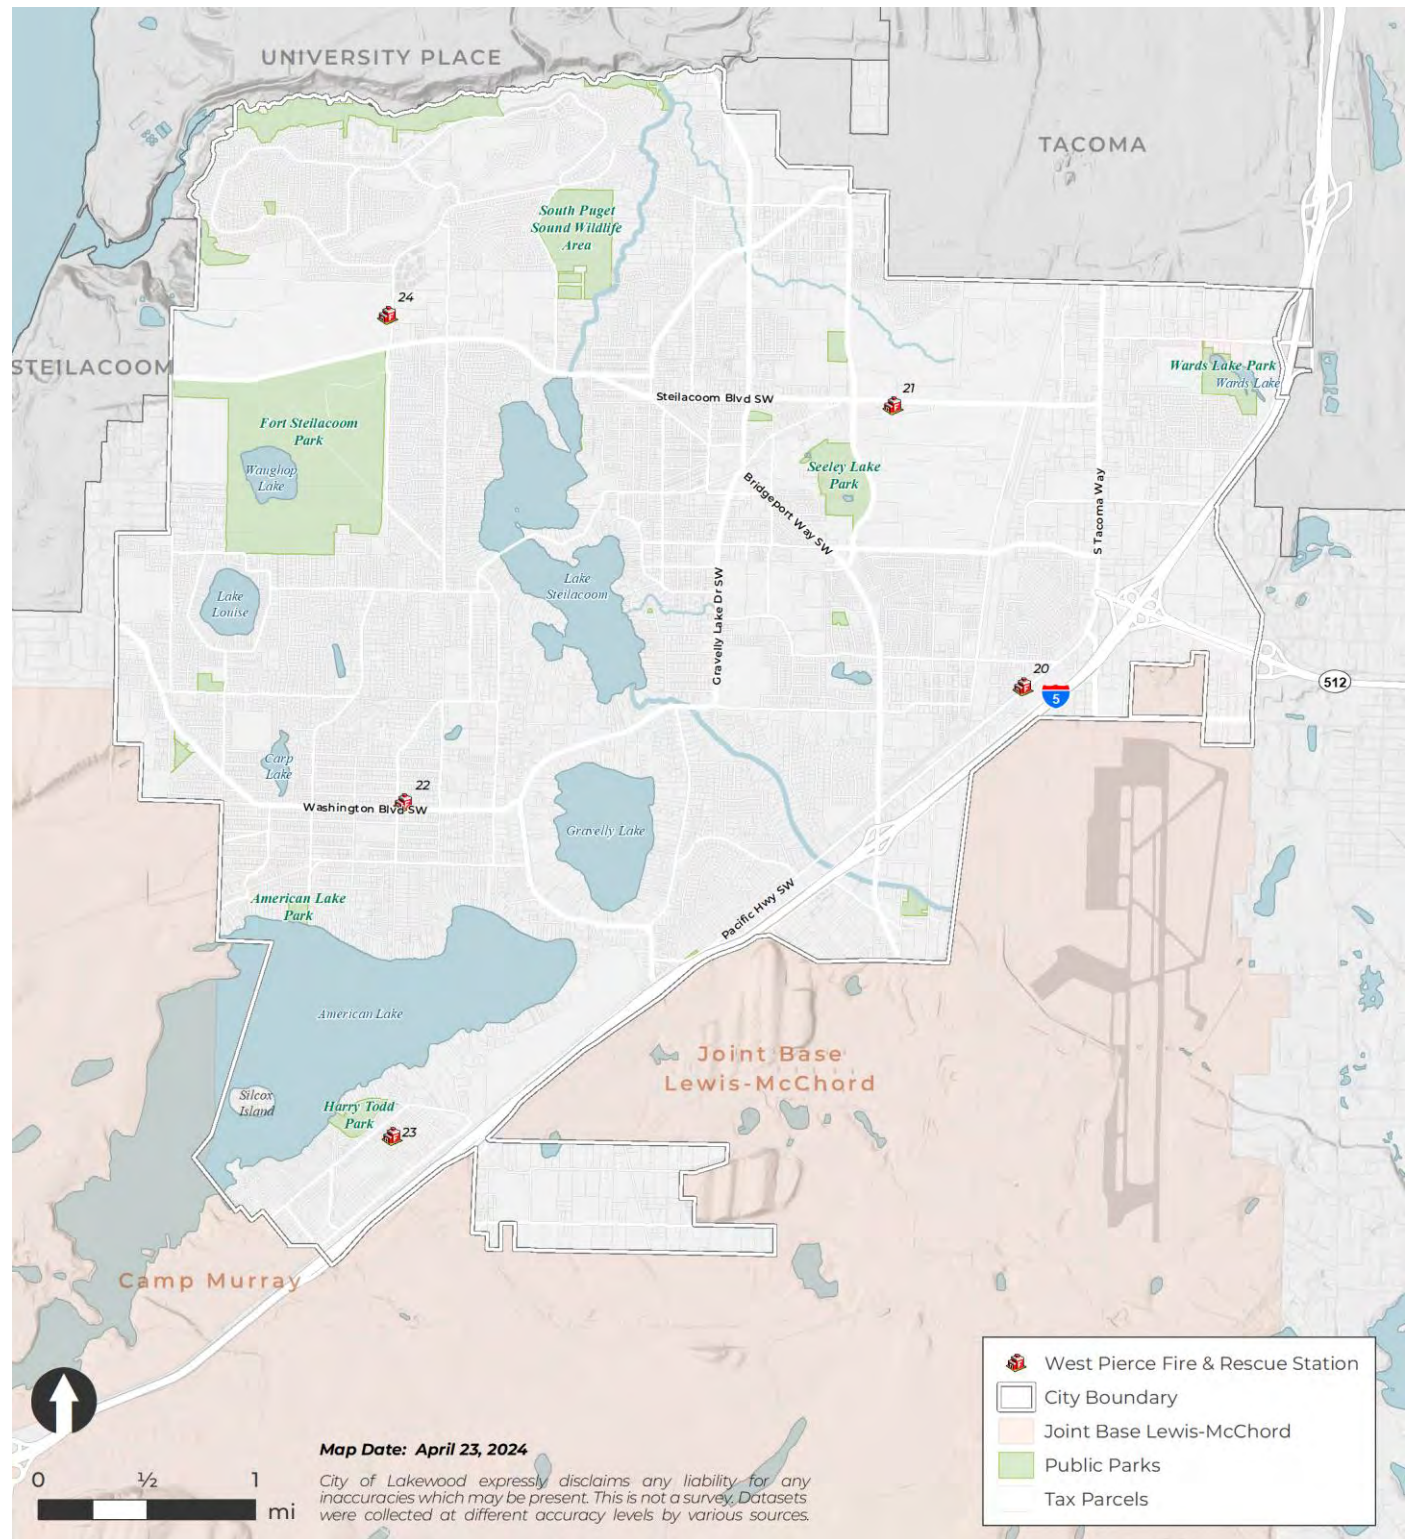 UNIVERSITY PLACE
TACOMA
South Puget
Sound Wildlife
Area
24
STEILACOOM
Wards Lake Park
Wards Lake
21
Steilacoom Blvd SW
Fort Steilacoom
Park
Waughop
Lake
Seeley Lake
Park
Bridgeport Way SW
S Tacoma Way
Lake
Steilacoom
Lake
Louise
Gravelly Lake Dr SW
20
5
512
Carp
Lake
22
Washington Blvd SW
Gravelly Lake
American Lake
Park
Pacific Hwy SW
American Lake
Joint Base
Lewis-McChord
Silcox
Island
Harry Todd
Park
23
Camp Murray
West Pierce Fire & Rescue Station
City Boundary
Joint Base Lewis-McChord
Public Parks
Tax Parcels
Map Date: April 23, 2024
City of Lakewood expressly disclaims any liability for any
inaccuracies which may be present. This is not a survey. Datasets
were collected at different accuracy levels by various sources.
0 ½ 1
mi